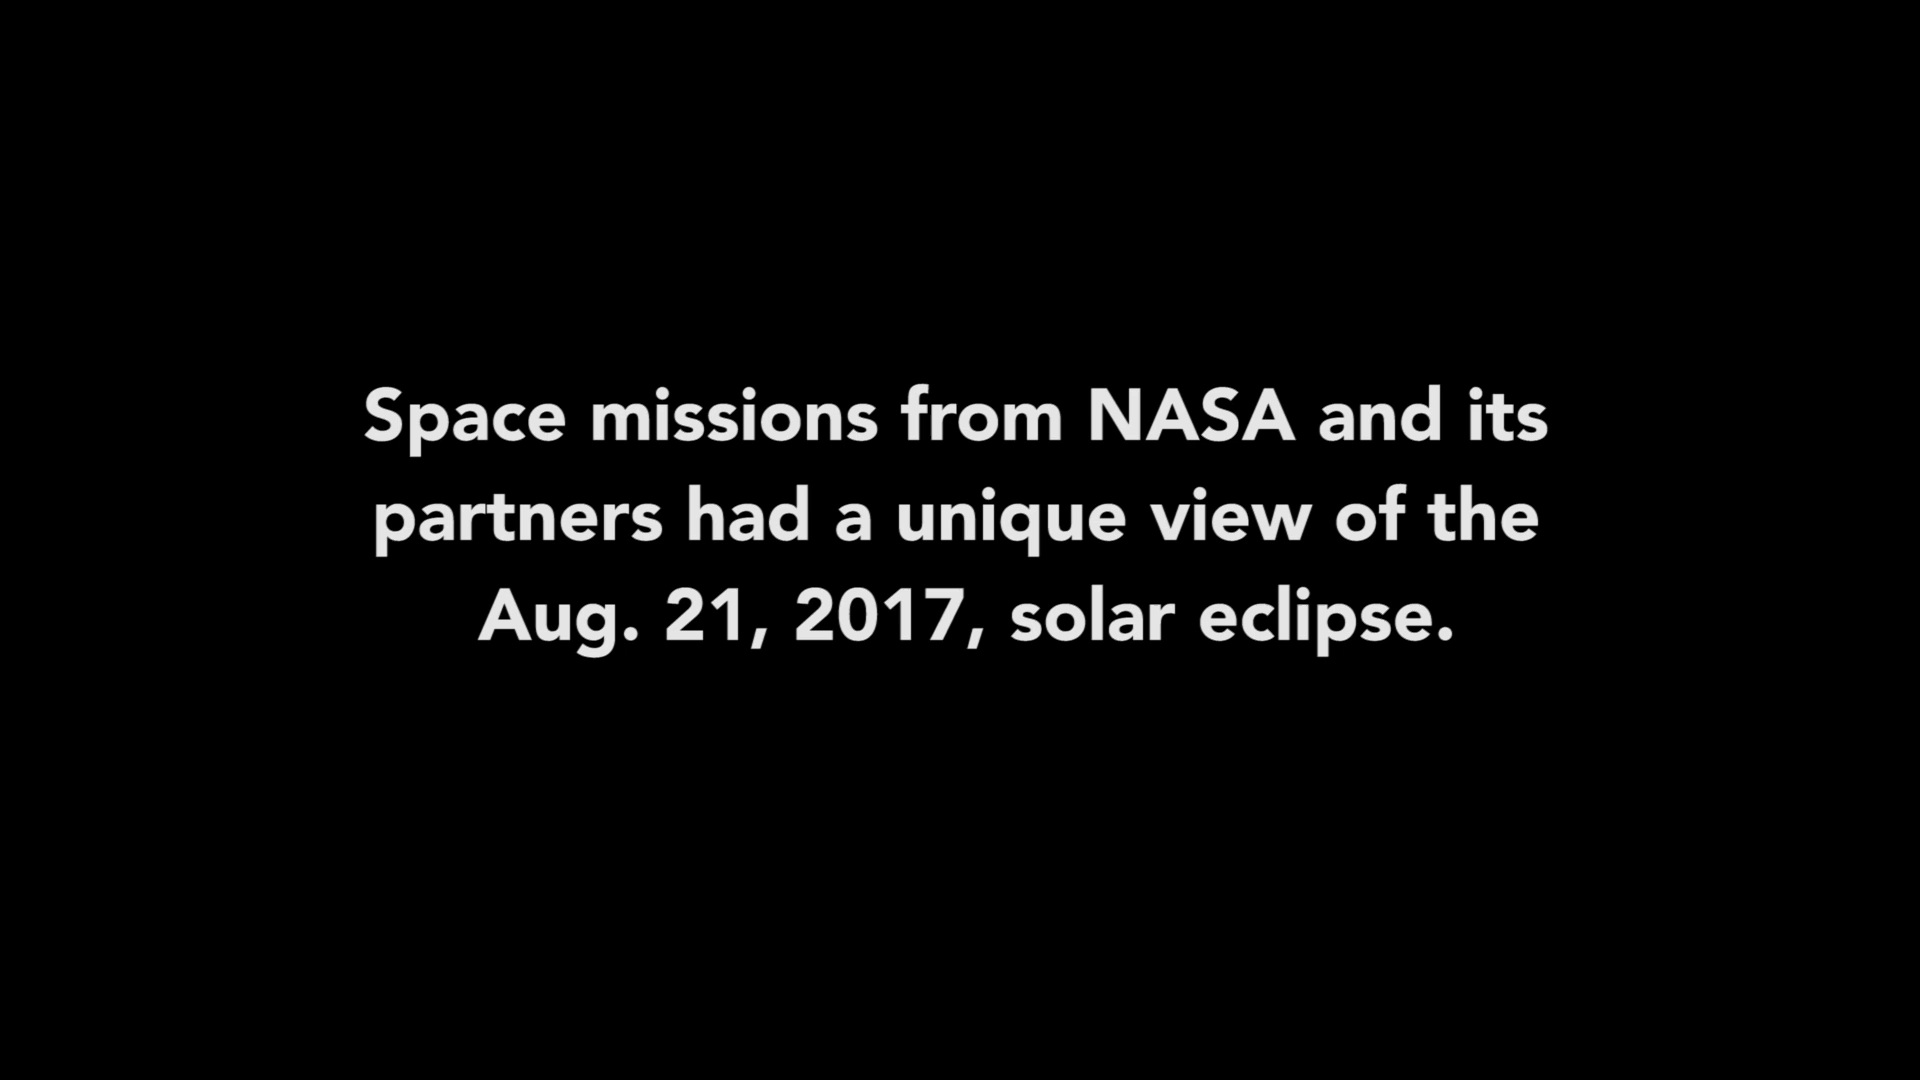 Space missions from NASA and its
partners had a unique view of the
Aug. 21, 2017, solar eclipse.